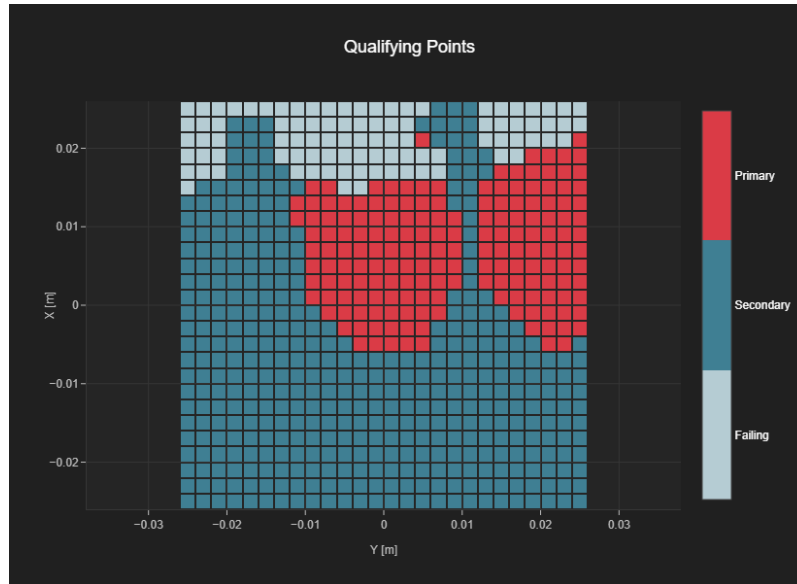 Qualifying Points
Primary
Secondary
Failing
X [m]
0.02
0.01
0
−0.01
−0.02
−0.03
−0.02
−0.01
0
0.01
0.02
0.03
Y [m]